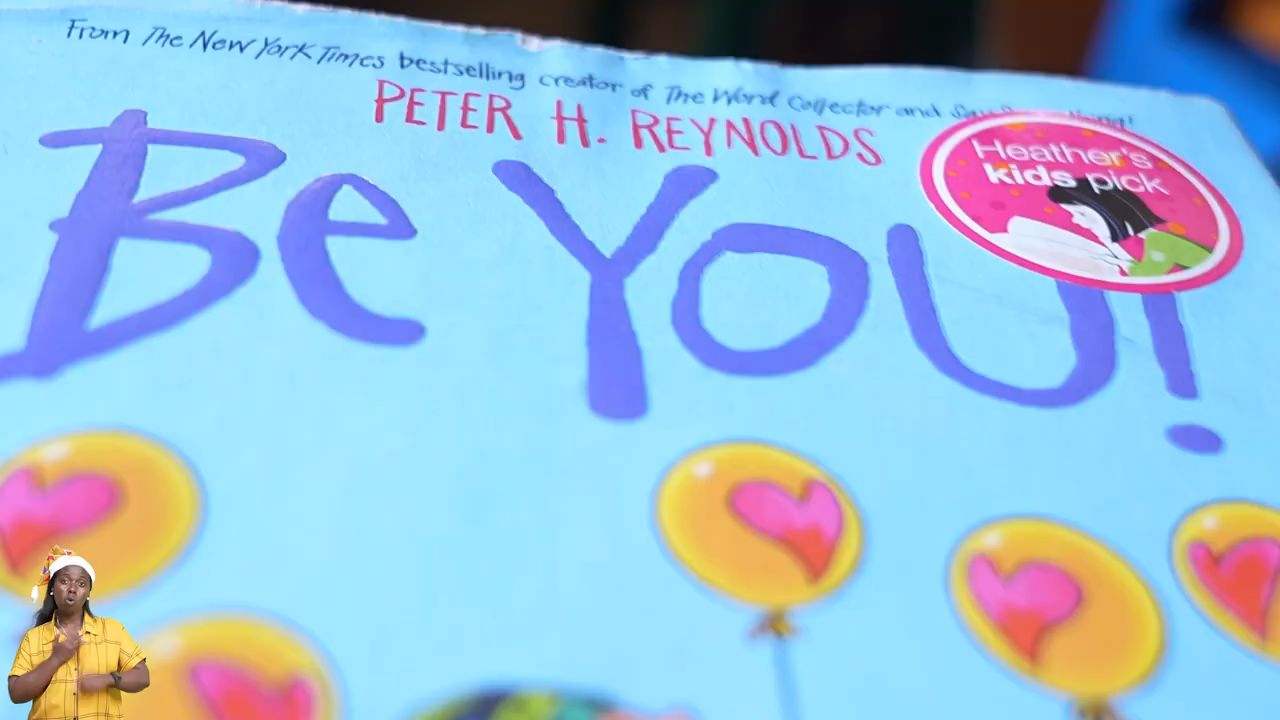 From The New York Times bestselling creator of The Word Collector and
PETER H. REYNOLDS
Be YOU!
Heather's
kids pick